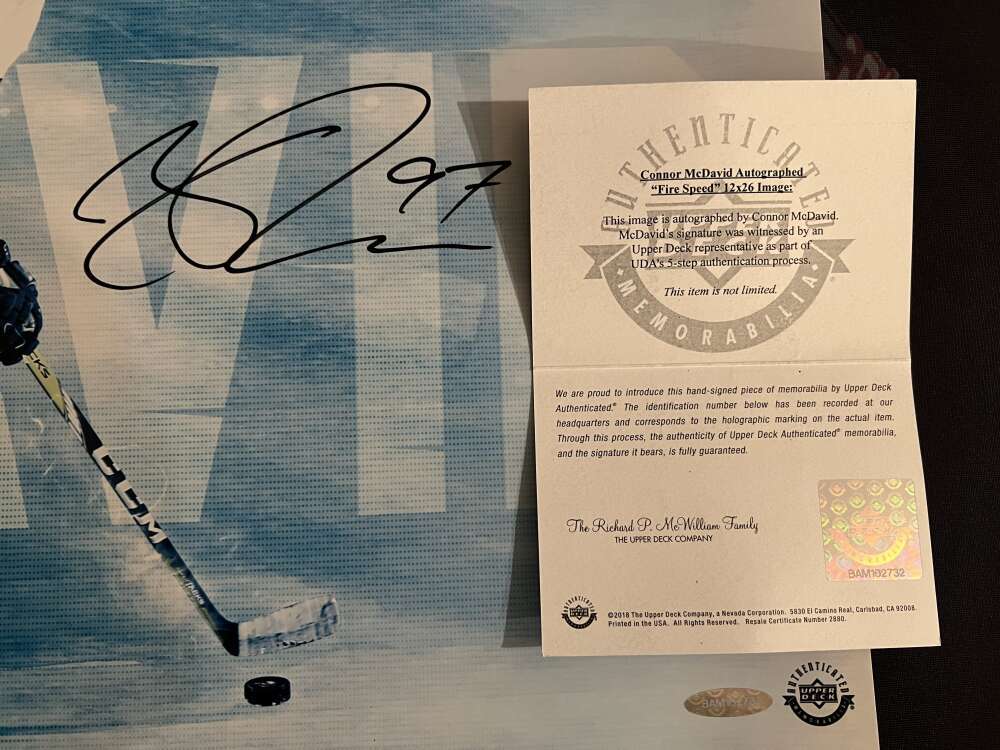 97
CCM
AUTHENTICATED
Connor McDavid Autographed
“Fire Speed” 12x26 Image:
This image is autographed by Connor McDavid.
McDavid's signature was witnessed by an
Upper Deck representative as part of
UDA's 5-step authentication process.
This item is not limited.
MEMORABILIA
We are proud to introduce this hand-signed piece of memorabilia by Upper Deck
Authenticated.® The identification number below has been recorded at our
headquarters and corresponds to the holographic marking on the actual item.
Through this process, the authenticity of Upper Deck Authenticated® memorabilia,
and the signature it bears, is fully guaranteed.
The Richard P. McWilliam Family
THE UPPER DECK COMPANY
BAM102732
©2018 The Upper Deck Company, a Nevada Corporation. 5830 El Camino Real, Carlsbad, CA 92008.
Printed in the USA. All Rights Reserved. Resale Certificate Number 2880.
AUTHENTICATED
UPPER
DECK
MEMORABILIA